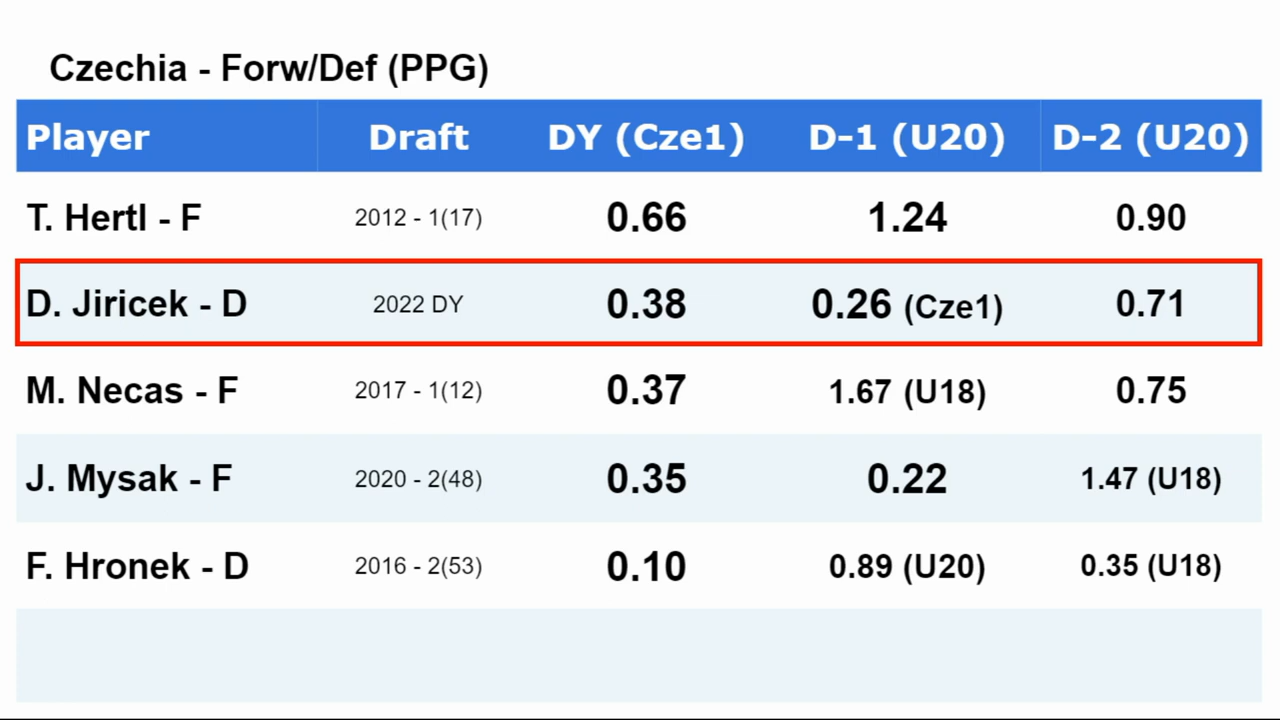 Czechia - Forw/Def (PPG)
Player Draft DY (Cze1) D-1 (U20) D-2 (U20)
T. Hertl - F 2012 - 1(17) 0.66 1.24 0.90
D. Jiricek - D 2022 DY 0.38 0.26 (Cze1) 0.71
M. Necas - F 2017 - 1(12) 0.37 1.67 (U18) 0.75
J. Mysak - F 2020 - 2(48) 0.35 0.22 1.47 (U18)
F. Hronek - D 2016 - 2(53) 0.10 0.89 (U20) 0.35 (U18)